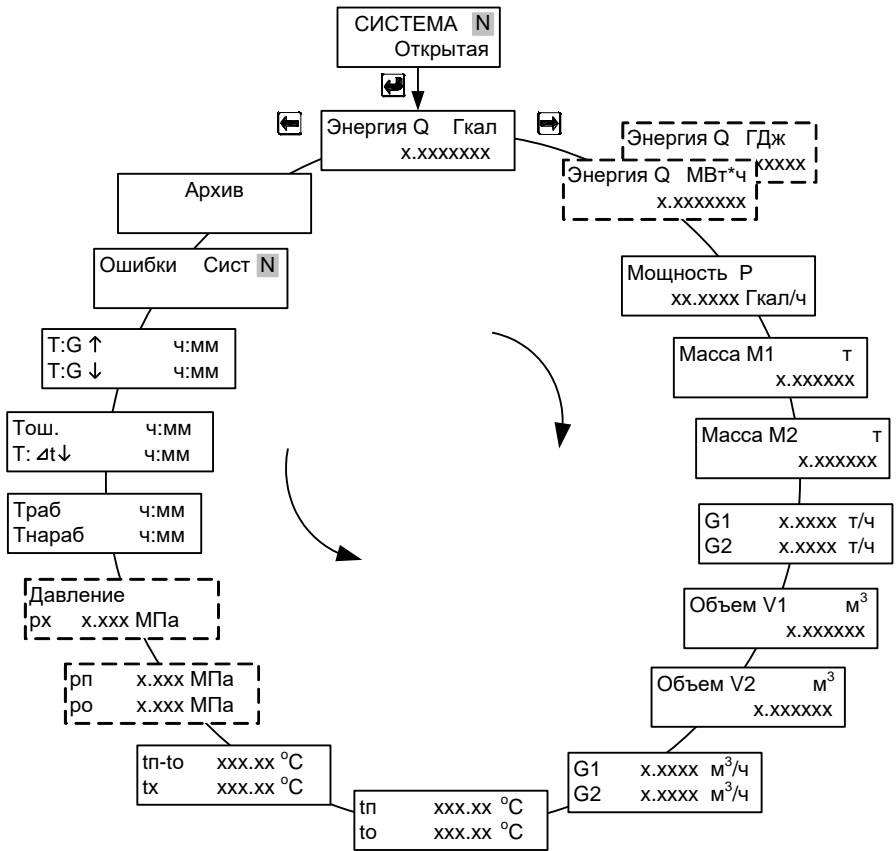 СИСТЕМА N
Открытая
Энергия Q Гкал
x.xxxxxxx
Энергия Q ГДж
xxxxx
Энергия Q МВт*ч
x.xxxxxxx
Мощность P
xx.xxxx Гкал/ч
Масса M1 т
x.xxxxxx
Масса M2 т
x.xxxxxx
G1 x.xxxx т/ч
G2 x.xxxx т/ч
Объем V1 м³
x.xxxxxx
Объем V2 м³
x.xxxxxx
G1 x.xxxx м³/ч
G2 x.xxxx м³/ч
tп xxx.xx °C
tо xxx.xx °C
tп-tо xxx.xx °C
tх xxx.xx °C
рп x.xxx МПа
ро x.xxx МПа
Давление
рх x.xxx МПа
Траб ч:мм
Тнараб ч:мм
Тош. ч:мм
T: ⊿t↓ ч:мм
T:G ↑ ч:мм
T:G ↓ ч:мм
Ошибки Сист N
Архив